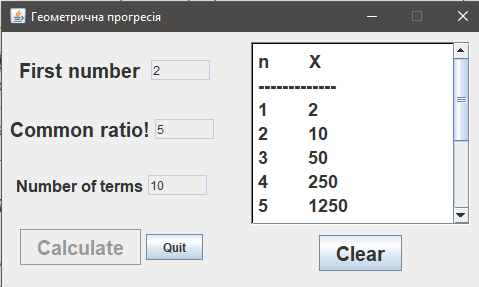 Геометрична прогресія
First number 2
Common ratio! 5
Number of terms 10
Calculate Quit
n X
-------------
1 2
2 10
3 50
4 250
5 1250
Clear